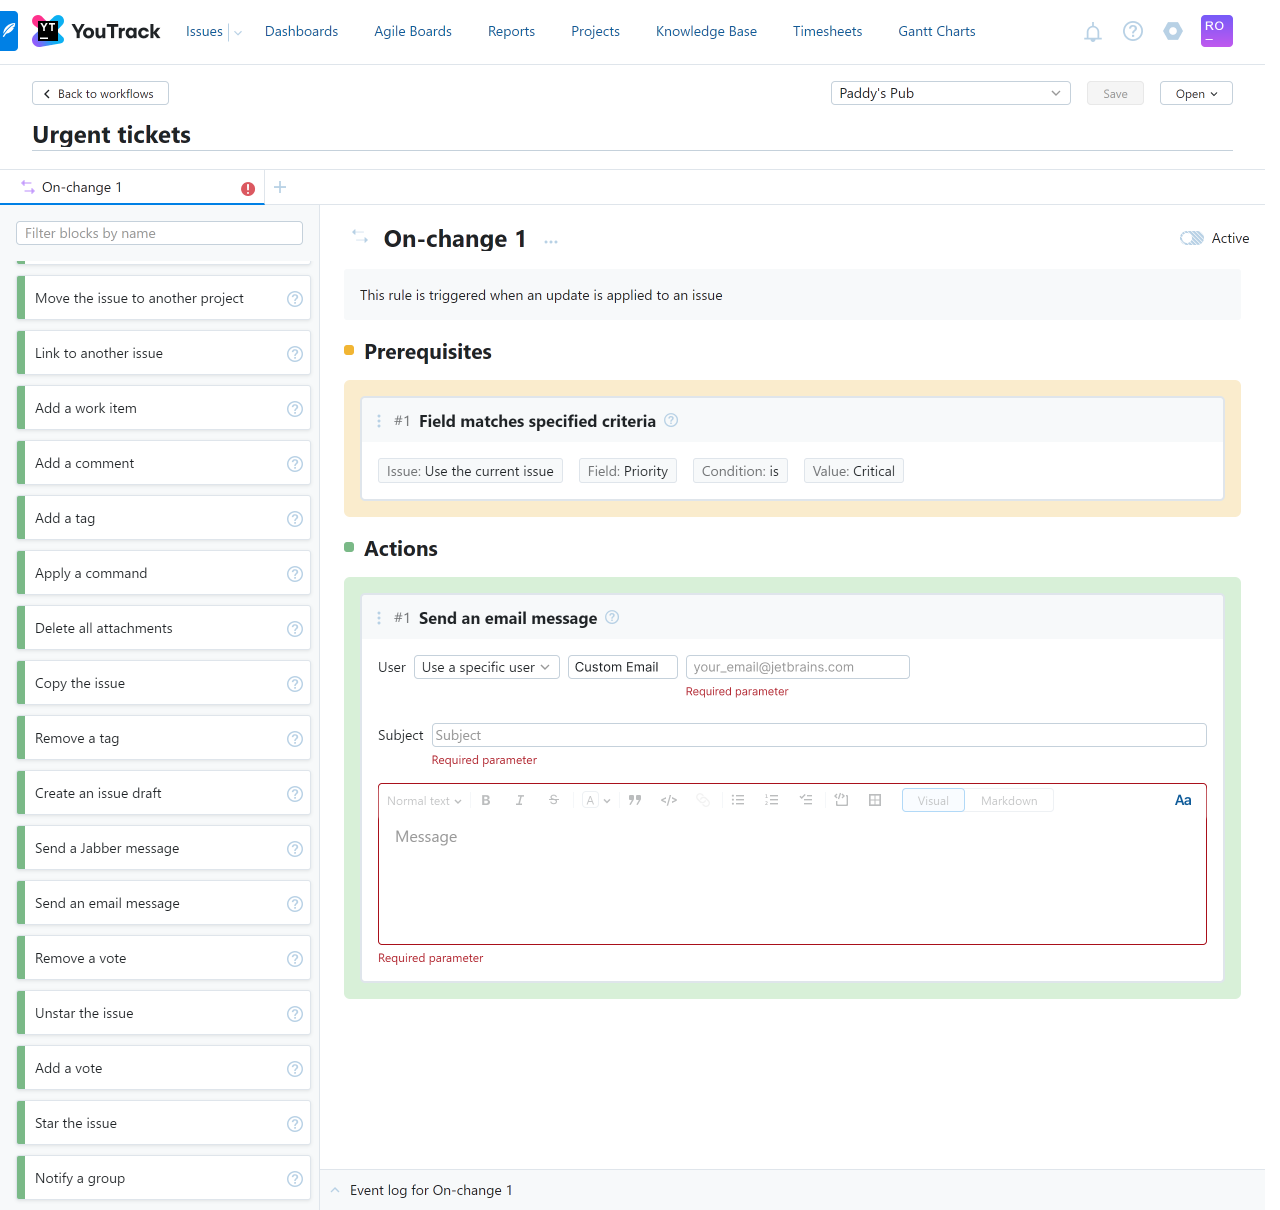 YT YouTrack Issues Dashboards Agile Boards Reports Projects Knowledge Base Timesheets Gantt Charts RO
Back to workflows Paddy's Pub Save Open
Urgent tickets
On-change 1
Filter blocks by name
Move the issue to another project
Link to another issue
Add a work item
Add a comment
Add a tag
Apply a command
Delete all attachments
Copy the issue
Remove a tag
Create an issue draft
Send a Jabber message
Send an email message
Remove a vote
Unstar the issue
Add a vote
Star the issue
Notify a group
On-change 1 ... Active
This rule is triggered when an update is applied to an issue
Prerequisites
#1 Field matches specified criteria
Issue: Use the current issue Field: Priority Condition: is Value: Critical
Actions
#1 Send an email message
User Use a specific user Custom Email your_email@jetbrains.com
Required parameter
Subject Subject
Required parameter
Normal text B I S A Visual Markdown Aa
Message
Required parameter
Event log for On-change 1